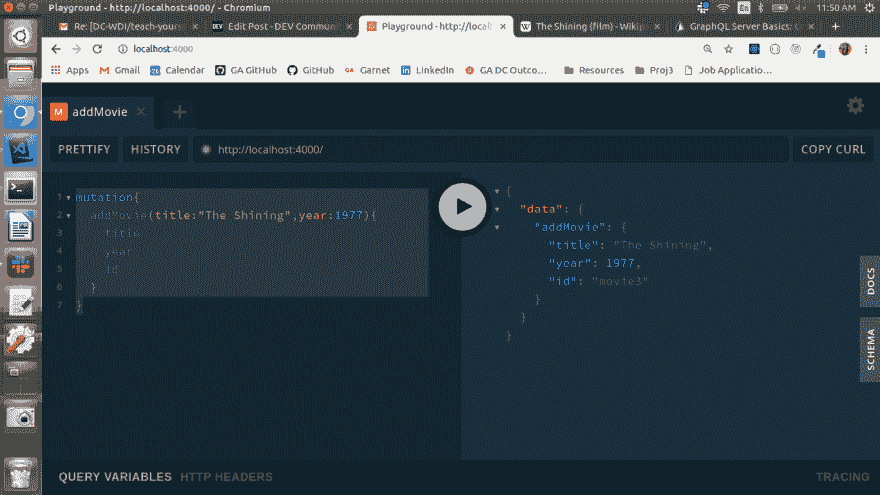 Playground - http://localhost:4000/ - Chromium
En
11:50 AM
Re: [DC-WDI/teach-your
Edit Post - DEV Commun
Playground - http://local
The Shining (film) - Wikip
GraphQL Server Basics: G
localhost:4000
Apps
Gmail
26
Calendar
GA GitHub
GitHub
GA
Garnet
LinkedIn
GA DC Outco...
Resources
Proj3
Job Applicatio...
M
addMovie
PRETTIFY
HISTORY
http://localhost:4000/
COPY CURL
1 mutation{
2 addMovie(title:"The Shining",year:1977){
3 title
4 year
5 id
6 }
7 }
{
"data": {
"addMovie": {
"title": "The Shining",
"year": 1977,
"id": "movie3"
}
}
}
DOCS
SCHEMA
QUERY VARIABLES
HTTP HEADERS
TRACING